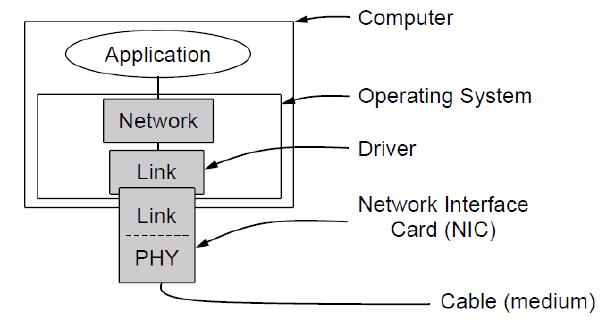 Computer
Application
Operating System
Network
Driver
Link
Network Interface
Card (NIC)
Link
PHY
Cable (medium)